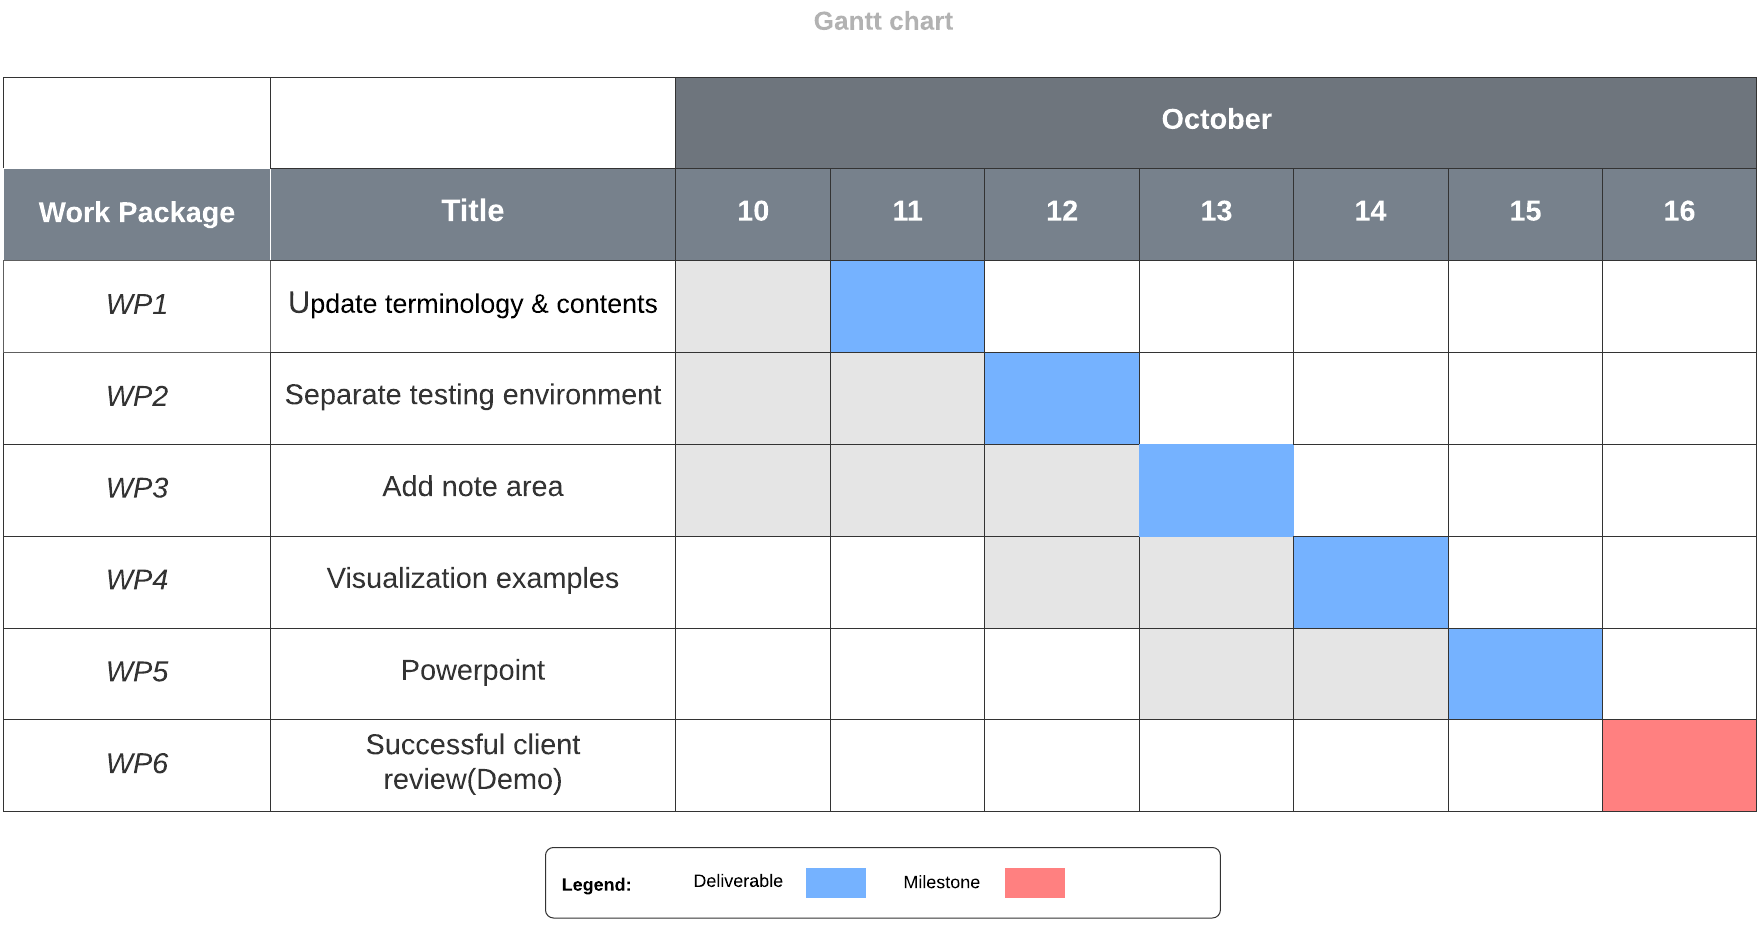 Gantt chart
October
Work Package Title 10 11 12 13 14 15 16
WP1 Update terminology & contents
WP2 Separate testing environment
WP3 Add note area
WP4 Visualization examples
WP5 Powerpoint
WP6 Successful client
review(Demo)
Legend: Deliverable Milestone